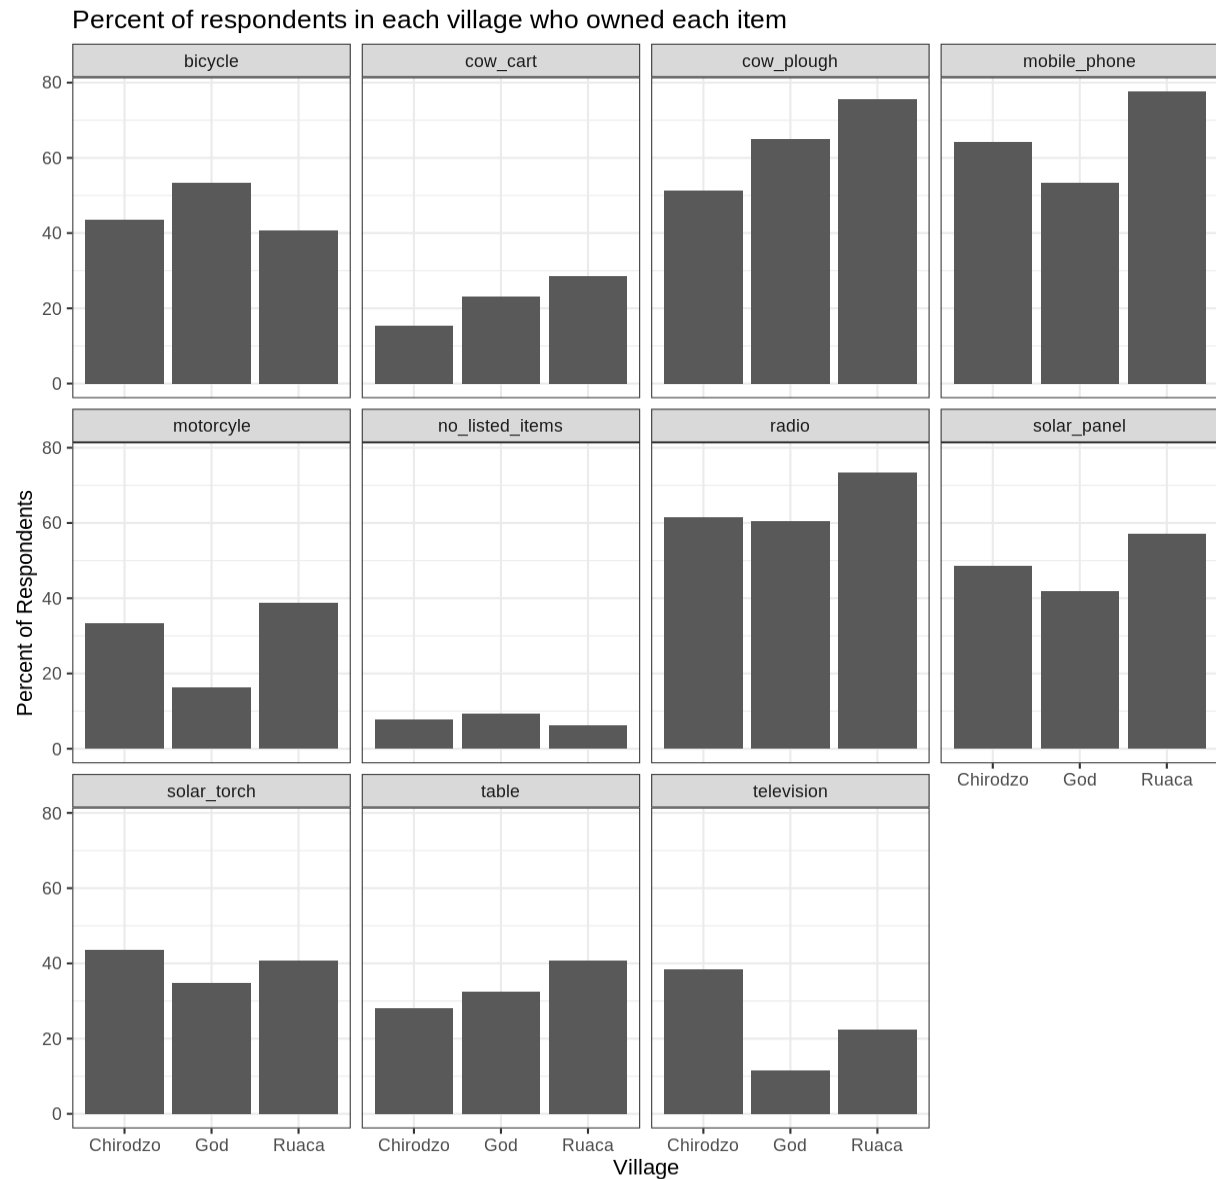 Percent of respondents in each village who owned each item
bicycle
cow_cart
cow_plough
mobile_phone
80
60
40
20
0
motorcyle
no_listed_items
radio
solar_panel
80
60
40
20
0
Chirodzo God Ruaca
solar_torch
table
television
80
60
40
20
0
Chirodzo God Ruaca
Chirodzo God Ruaca
Chirodzo God Ruaca
Village
Percent of Respondents